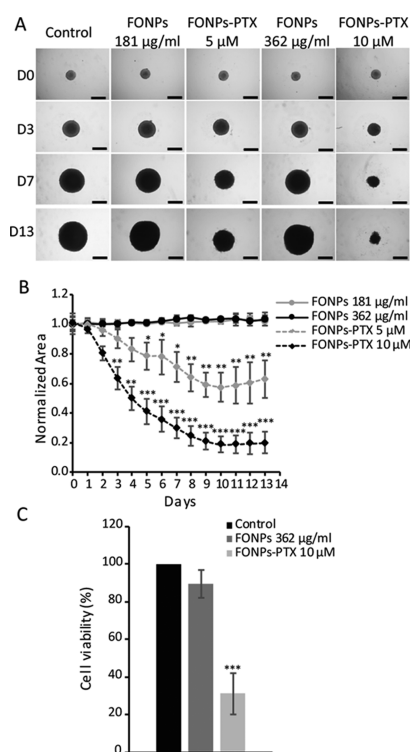 A
Control
FONPs
181 µg/ml
FONPs-PTX
5 µM
FONPs
362 µg/ml
FONPs-PTX
10 µM
D0
D3
D7
D13
B
Normalized Area
1.2
1.0
0.8
0.6
0.4
0.2
0.0
0 1 2 3 4 5 6 7 8 9 10 11 12 13 14
Days
FONPs 181 µg/ml
FONPs 362 µg/ml
FONPs-PTX 5 µM
FONPs-PTX 10 µM
* * * ** ** ** ** ** **
** *** *** *** *** *** *** *** *** *** ***
C
Cell viability (%)
120
100
80
60
40
20
0
Control
FONPs 362 µg/ml
FONPs-PTX 10 µM
***